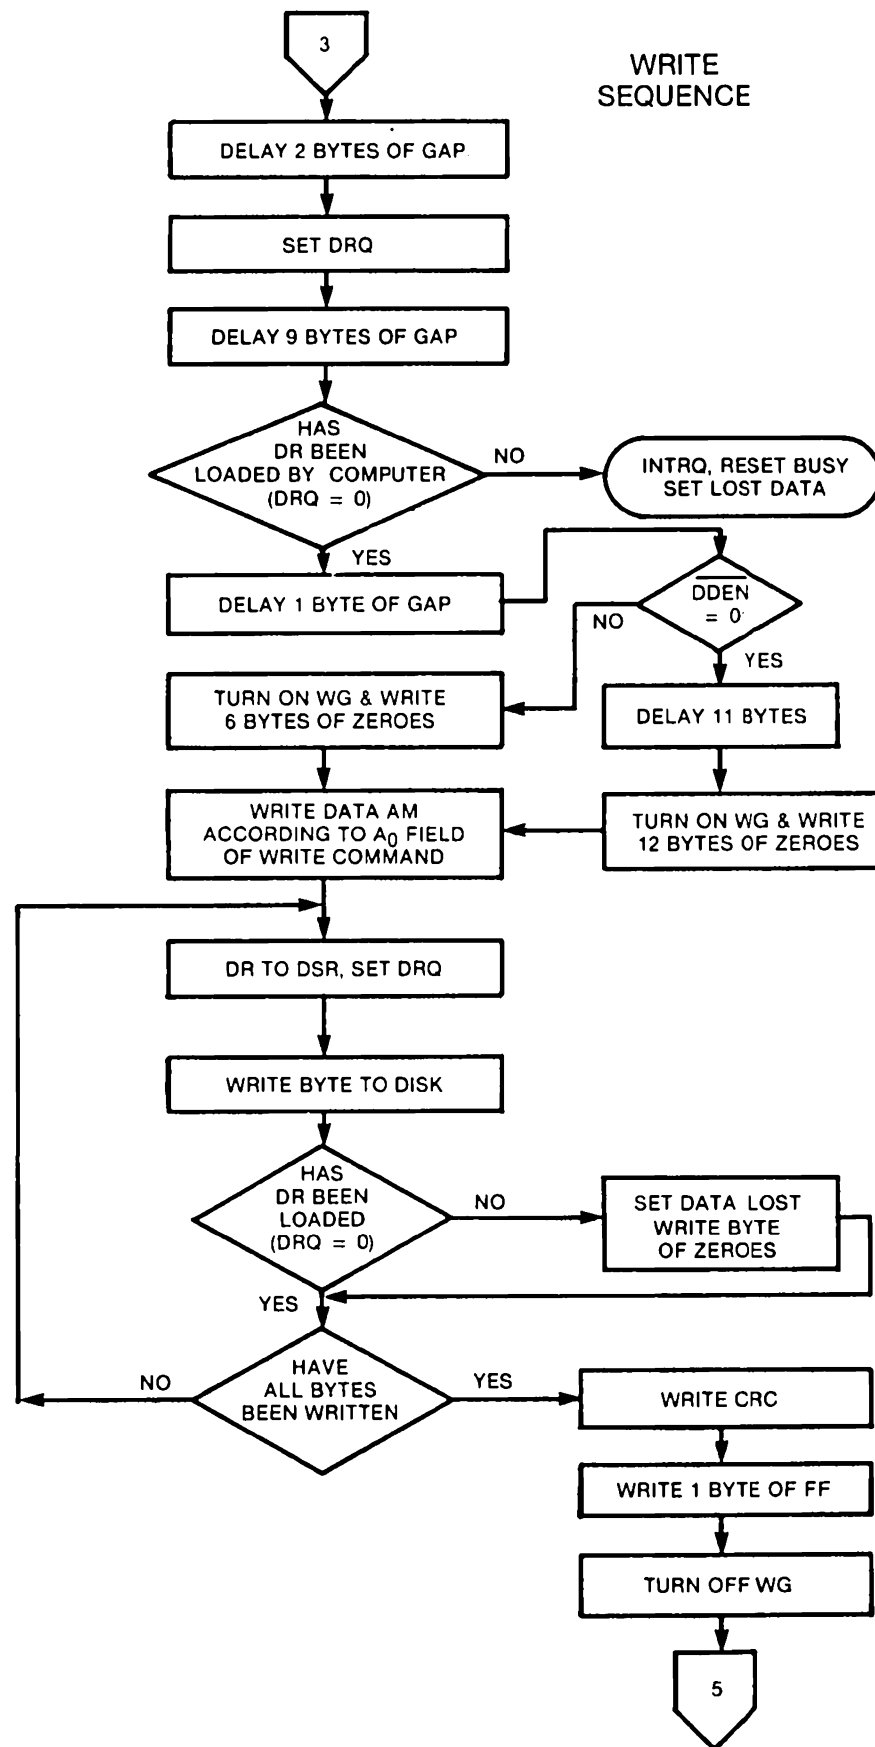 3
WRITE
SEQUENCE
DELAY 2 BYTES OF GAP
SET DRQ
DELAY 9 BYTES OF GAP
HAS
DR BEEN
LOADED BY COMPUTER
(DRQ = 0)
NO
INTRQ, RESET BUSY
SET LOST DATA
YES
DELAY 1 BYTE OF GAP
D̅D̅E̅N̅
= 0
NO
YES
TURN ON WG & WRITE
6 BYTES OF ZEROES
DELAY 11 BYTES
WRITE DATA AM
ACCORDING TO A₀ FIELD
OF WRITE COMMAND
TURN ON WG & WRITE
12 BYTES OF ZEROES
DR TO DSR, SET DRQ
WRITE BYTE TO DISK
HAS
DR BEEN
LOADED
(DRQ = 0)
NO
SET DATA LOST
WRITE BYTE
OF ZEROES
YES
HAVE
ALL BYTES
BEEN WRITTEN
NO
YES
WRITE CRC
WRITE 1 BYTE OF FF
TURN OFF WG
5